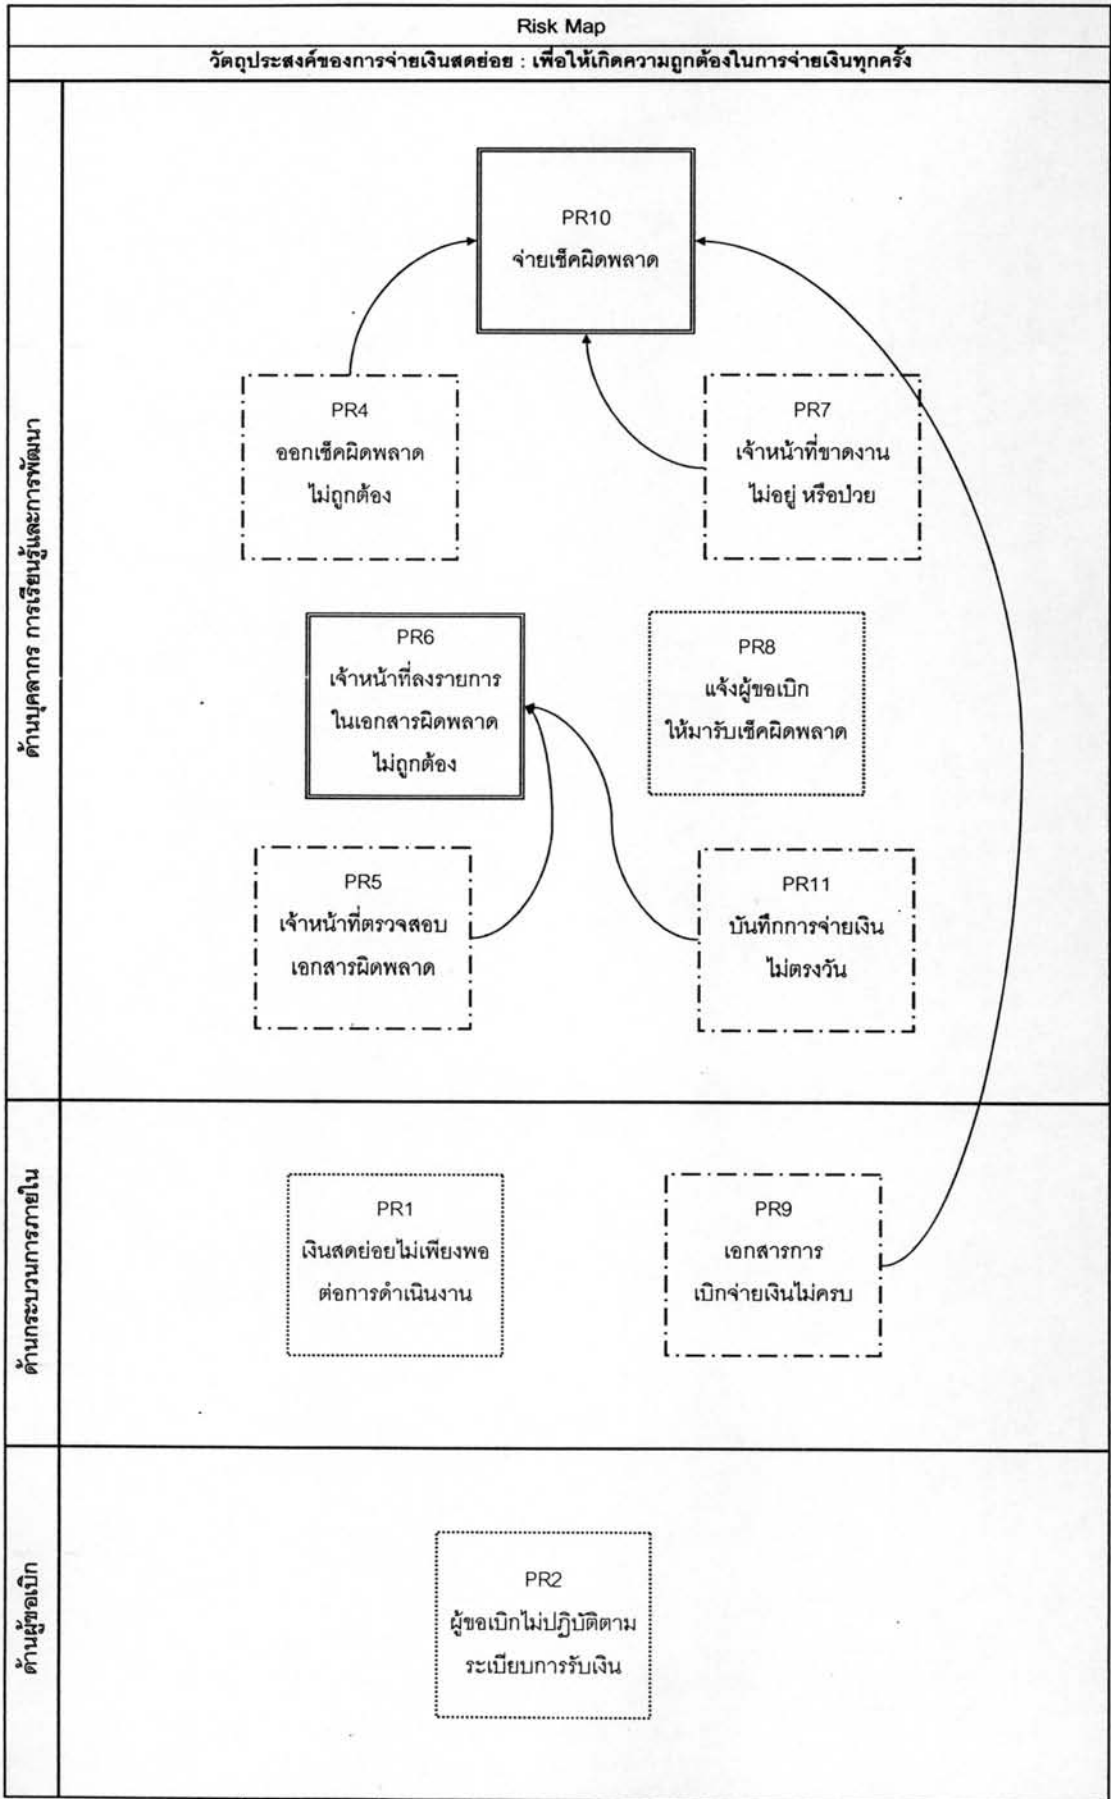 Risk Map
วัตถุประสงค์ของการจ่ายเงินสดย่อย : เพื่อให้เกิดความถูกต้องในการจ่ายเงินทุกครั้ง
ด้านบุคลากร การเรียนรู้และการพัฒนา
PR10
จ่ายเช็คผิดพลาด
PR4
ออกเช็คผิดพลาด
ไม่ถูกต้อง
PR7
เจ้าหน้าที่ขาดงาน
ไม่อยู่ หรือป่วย
PR6
เจ้าหน้าที่ลงรายการ
ในเอกสารผิดพลาด
ไม่ถูกต้อง
PR8
แจ้งผู้ขอเบิก
ให้มารับเช็คผิดพลาด
PR5
เจ้าหน้าที่ตรวจสอบ
เอกสารผิดพลาด
PR11
บันทึกการจ่ายเงิน
ไม่ตรงวัน
ด้านกระบวนการภายใน
PR1
เงินสดย่อยไม่เพียงพอ
ต่อการดำเนินงาน
PR9
เอกสารการ
เบิกจ่ายเงินไม่ครบ
ด้านผู้ขอเบิก
PR2
ผู้ขอเบิกไม่ปฏิบัติตาม
ระเบียบการรับเงิน